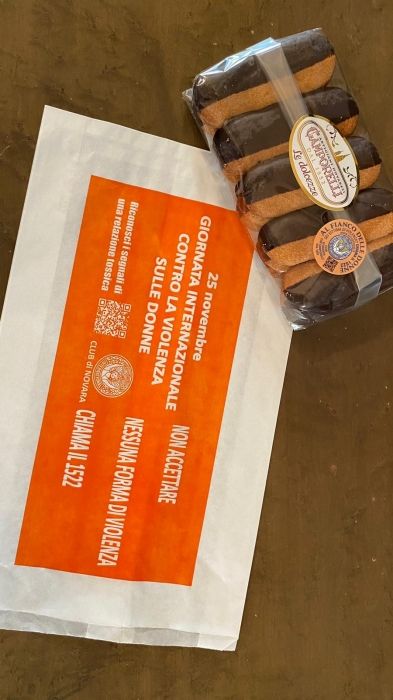 25 novembre
GIORNATA INTERNAZIONALE
CONTRO LA VIOLENZA
SULLE DONNE
Riconosci i segnali di
una relazione tossica
CLUB di NOVARA
NON ACCETTARE
NESSUNA FORMA DI VIOLENZA
CHIAMA IL 1522
CAMPORELLI
Le dolcezze
AL FIANCO DELLE DONNE